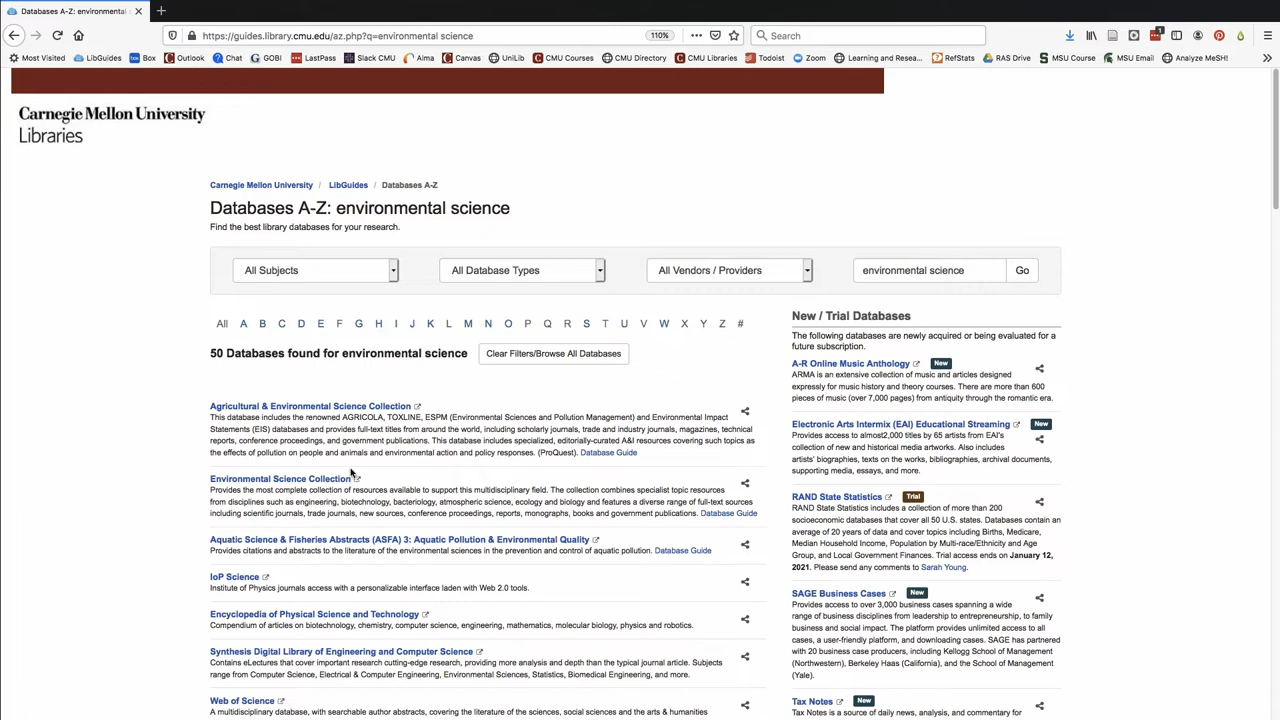 Databases A-Z: environmental
https://guides.library.cmu.edu/az.php?q=environmental science
110%
Search
1
Most Visited
LibGuides
Box
Outlook
Chat
GOBI
LastPass
Slack CMU
Alma
Canvas
UniLib
CMU Courses
CMU Directory
CMU Libraries
Todoist
Zoom
Learning and Resea...
RefStats
RAS Drive
MSU Course
MSU Email
Analyze MeSH!
Carnegie Mellon University
Libraries
Carnegie Mellon University / LibGuides / Databases A-Z
Databases A-Z: environmental science
Find the best library databases for your research.
All Subjects
All Database Types
All Vendors / Providers
environmental science
Go
All A B C D E F G H I J K L M N O P Q R S T U V W X Y Z #
50 Databases found for environmental science
Clear Filters/Browse All Databases
Agricultural & Environmental Science Collection
This database includes the renowned AGRICOLA, TOXLINE, ESPM (Environmental Sciences and Pollution Management) and Environmental Impact
Statements (EIS) databases and provides full-text titles from around the world, including scholarly journals, trade and industry journals, magazines, technical
reports, conference proceedings, and government publications. This database includes specialized, editorially-curated A&I resources covering such topics as
the effects of pollution on people and animals and environmental action and policy responses. (ProQuest). Database Guide
Environmental Science Collection
Provides the most complete collection of resources available to support this multidisciplinary field. The collection combines specialist topic resources
from disciplines such as engineering, biotechnology, bacteriology, atmospheric science, ecology and biology and features a diverse range of full-text sources
including scientific journals, trade journals, new sources, conference proceedings, reports, monographs, books and government publications. Database Guide
Aquatic Science & Fisheries Abstracts (ASFA) 3: Aquatic Pollution & Environmental Quality
Provides citations and abstracts to the literature of the environmental sciences in the prevention and control of aquatic pollution. Database Guide
IoP Science
Institute of Physics journals access with a personalizable interface laden with Web 2.0 tools.
Encyclopedia of Physical Science and Technology
Compendium of articles on biotechnology, chemistry, computer science, engineering, mathematics, molecular biology, physics and robotics.
Synthesis Digital Library of Engineering and Computer Science
Contains eLectures that cover important research cutting-edge research, providing more analysis and depth than the typical journal article. Subjects
range from Computer Science, Electrical & Computer Engineering, Environmental Sciences, Statistics, Biomedical Engineering, and more.
Web of Science
A multidisciplinary database, with searchable author abstracts, covering the literature of the sciences, social sciences and the arts & humanities
New / Trial Databases
The following databases are newly acquired or being evaluated for a
future subscription.
A-R Online Music Anthology New
ARMA is an extensive collection of music and articles designed
expressly for music history and theory courses. There are more than 600
pieces of music (over 7,000 pages) from antiquity through the romantic era.
Electronic Arts Intermix (EAI) Educational Streaming New
Provides access to almost2,000 titles by 65 artists from EAI's
collection of new and historical media artworks. Also includes
artists' biographies, texts on the works, bibliographies, archival documents,
supporting media, essays, and more.
RAND State Statistics Trial
RAND State Statistics includes a collection of more than 200
socioeconomic databases that cover all 50 U.S. states. Databases contain an
average of 20 years of data and cover topics including Births, Medicare,
Median Household Income, Population by Multi-race/Ethnicity and Age
Group, and Local Government Finances. Trial access ends on January 12,
2021. Please send any comments to Sarah Young.
SAGE Business Cases New
Provides access to over 3,000 business cases spanning a wide
range of business disciplines from leadership to entrepreneurship, to family
business and social impact. The platform provides unlimited access to all
cases, a user-friendly platform, and downloading cases. SAGE has partnered
with 20 business case producers, including Kellogg School of Management
(Northwestern), Berkeley Haas (California), and the School of Management
(Yale).
Tax Notes New
Tax Notes is a source of daily news, analysis, and commentary for